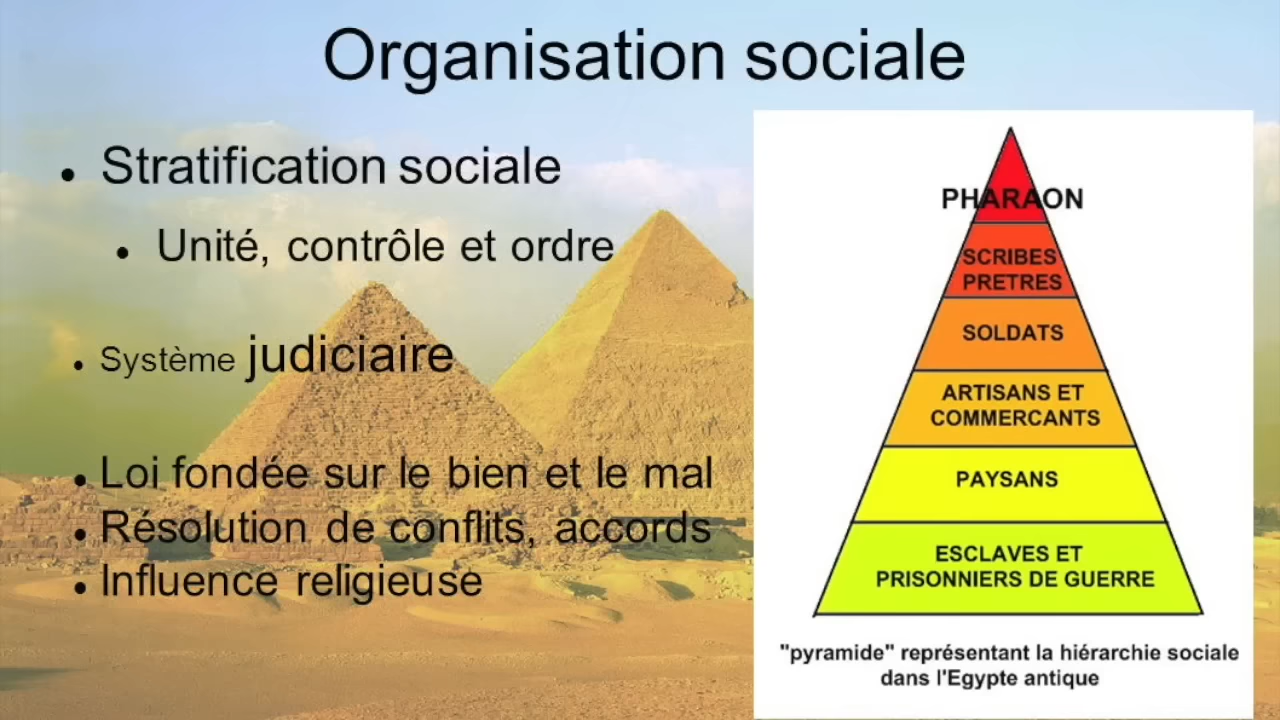 Organisation sociale
Stratification sociale
Unité, contrôle et ordre
Système judiciaire
Loi fondée sur le bien et le mal
Résolution de conflits, accords
Influence religieuse
PHARAON
SCRIBES
PRETRES
SOLDATS
ARTISANS ET
COMMERCANTS
PAYSANS
ESCLAVES ET
PRISONNIERS DE GUERRE
"pyramide" représentant la hiérarchie sociale
dans l'Egypte antique